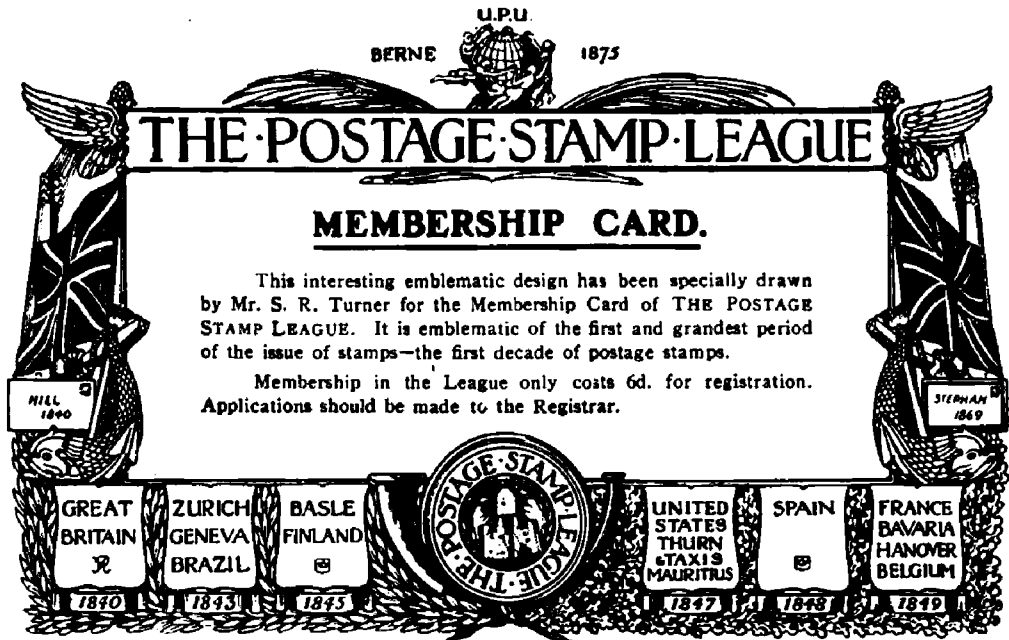 U.P.U.
BERNE 1875
THE·POSTAGE·STAMP·LEAGUE
MEMBERSHIP CARD.
This interesting emblematic design has been specially drawn
by Mr. S. R. Turner for the Membership Card of THE POSTAGE
STAMP LEAGUE. It is emblematic of the first and grandest period
of the issue of stamps—the first decade of postage stamps.
Membership in the League only costs 6d. for registration.
Applications should be made to the Registrar.
HILL
1840
STEPHAN
1869
THE·POSTAGE·STAMP·LEAGUE·
GREAT
BRITAIN
R
1840
ZURICH
GENEVA
BRAZIL
1843
BASLE
FINLAND
1845
UNITED
STATES
THURN
&TAXIS
MAURITIUS
1847
SPAIN
1848
FRANCE
BAVARIA
HANOVER
BELGIUM
1849